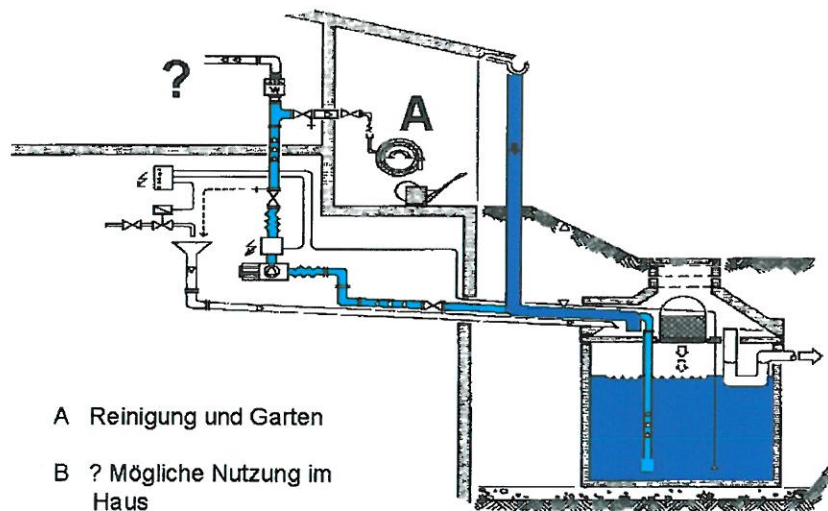 ?
W
A
A Reinigung und Garten
B ? Mögliche Nutzung im
Haus